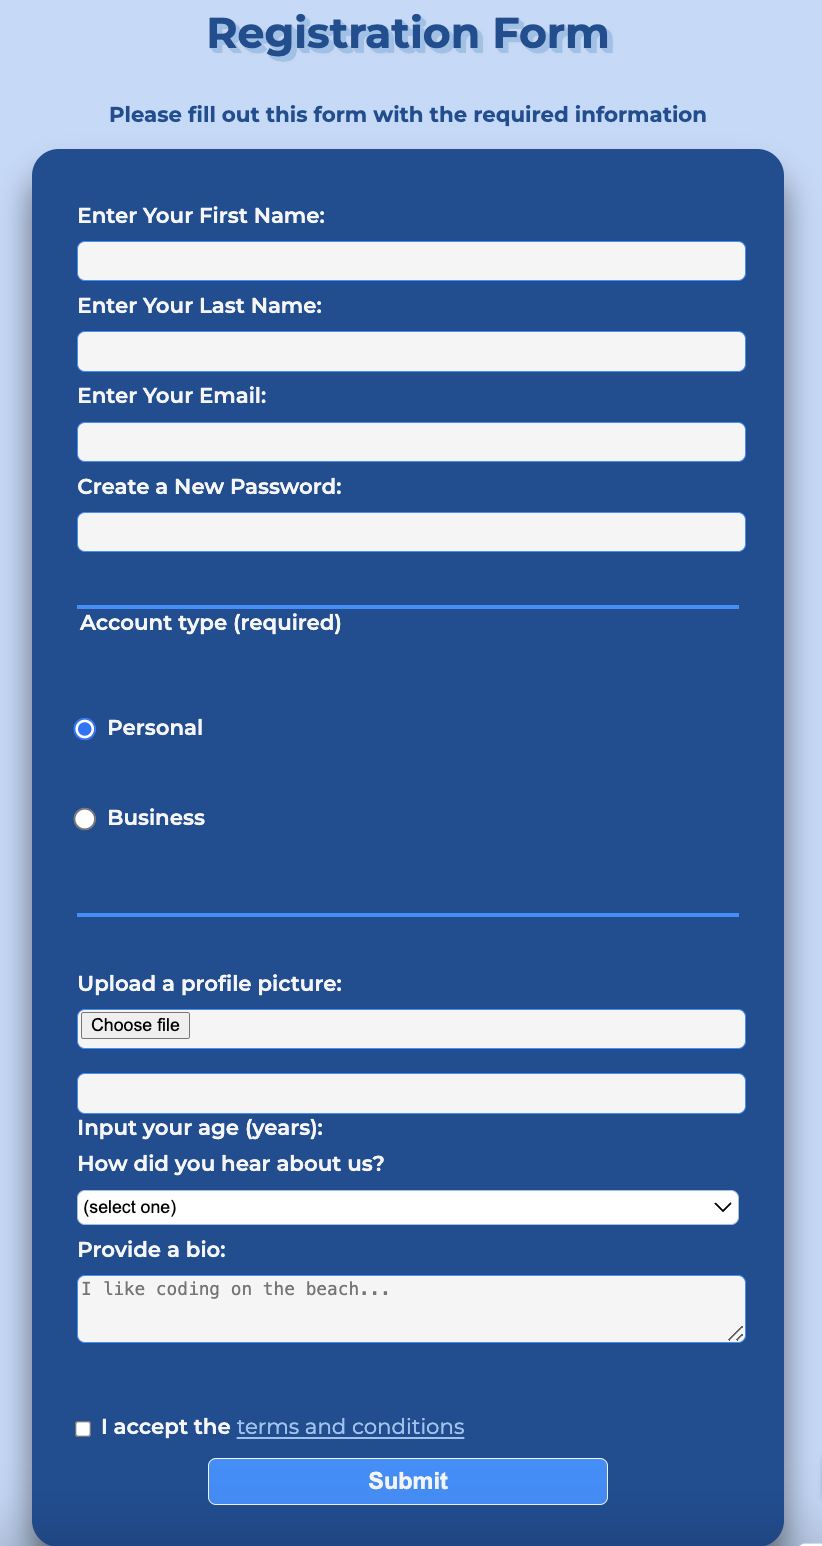 Registration Form
Please fill out this form with the required information
Enter Your First Name:
Enter Your Last Name:
Enter Your Email:
Create a New Password:
Account type (required)
Personal
Business
Upload a profile picture:
Choose file
Input your age (years):
How did you hear about us?
(select one)
Provide a bio:
I like coding on the beach...
I accept the terms and conditions
Submit